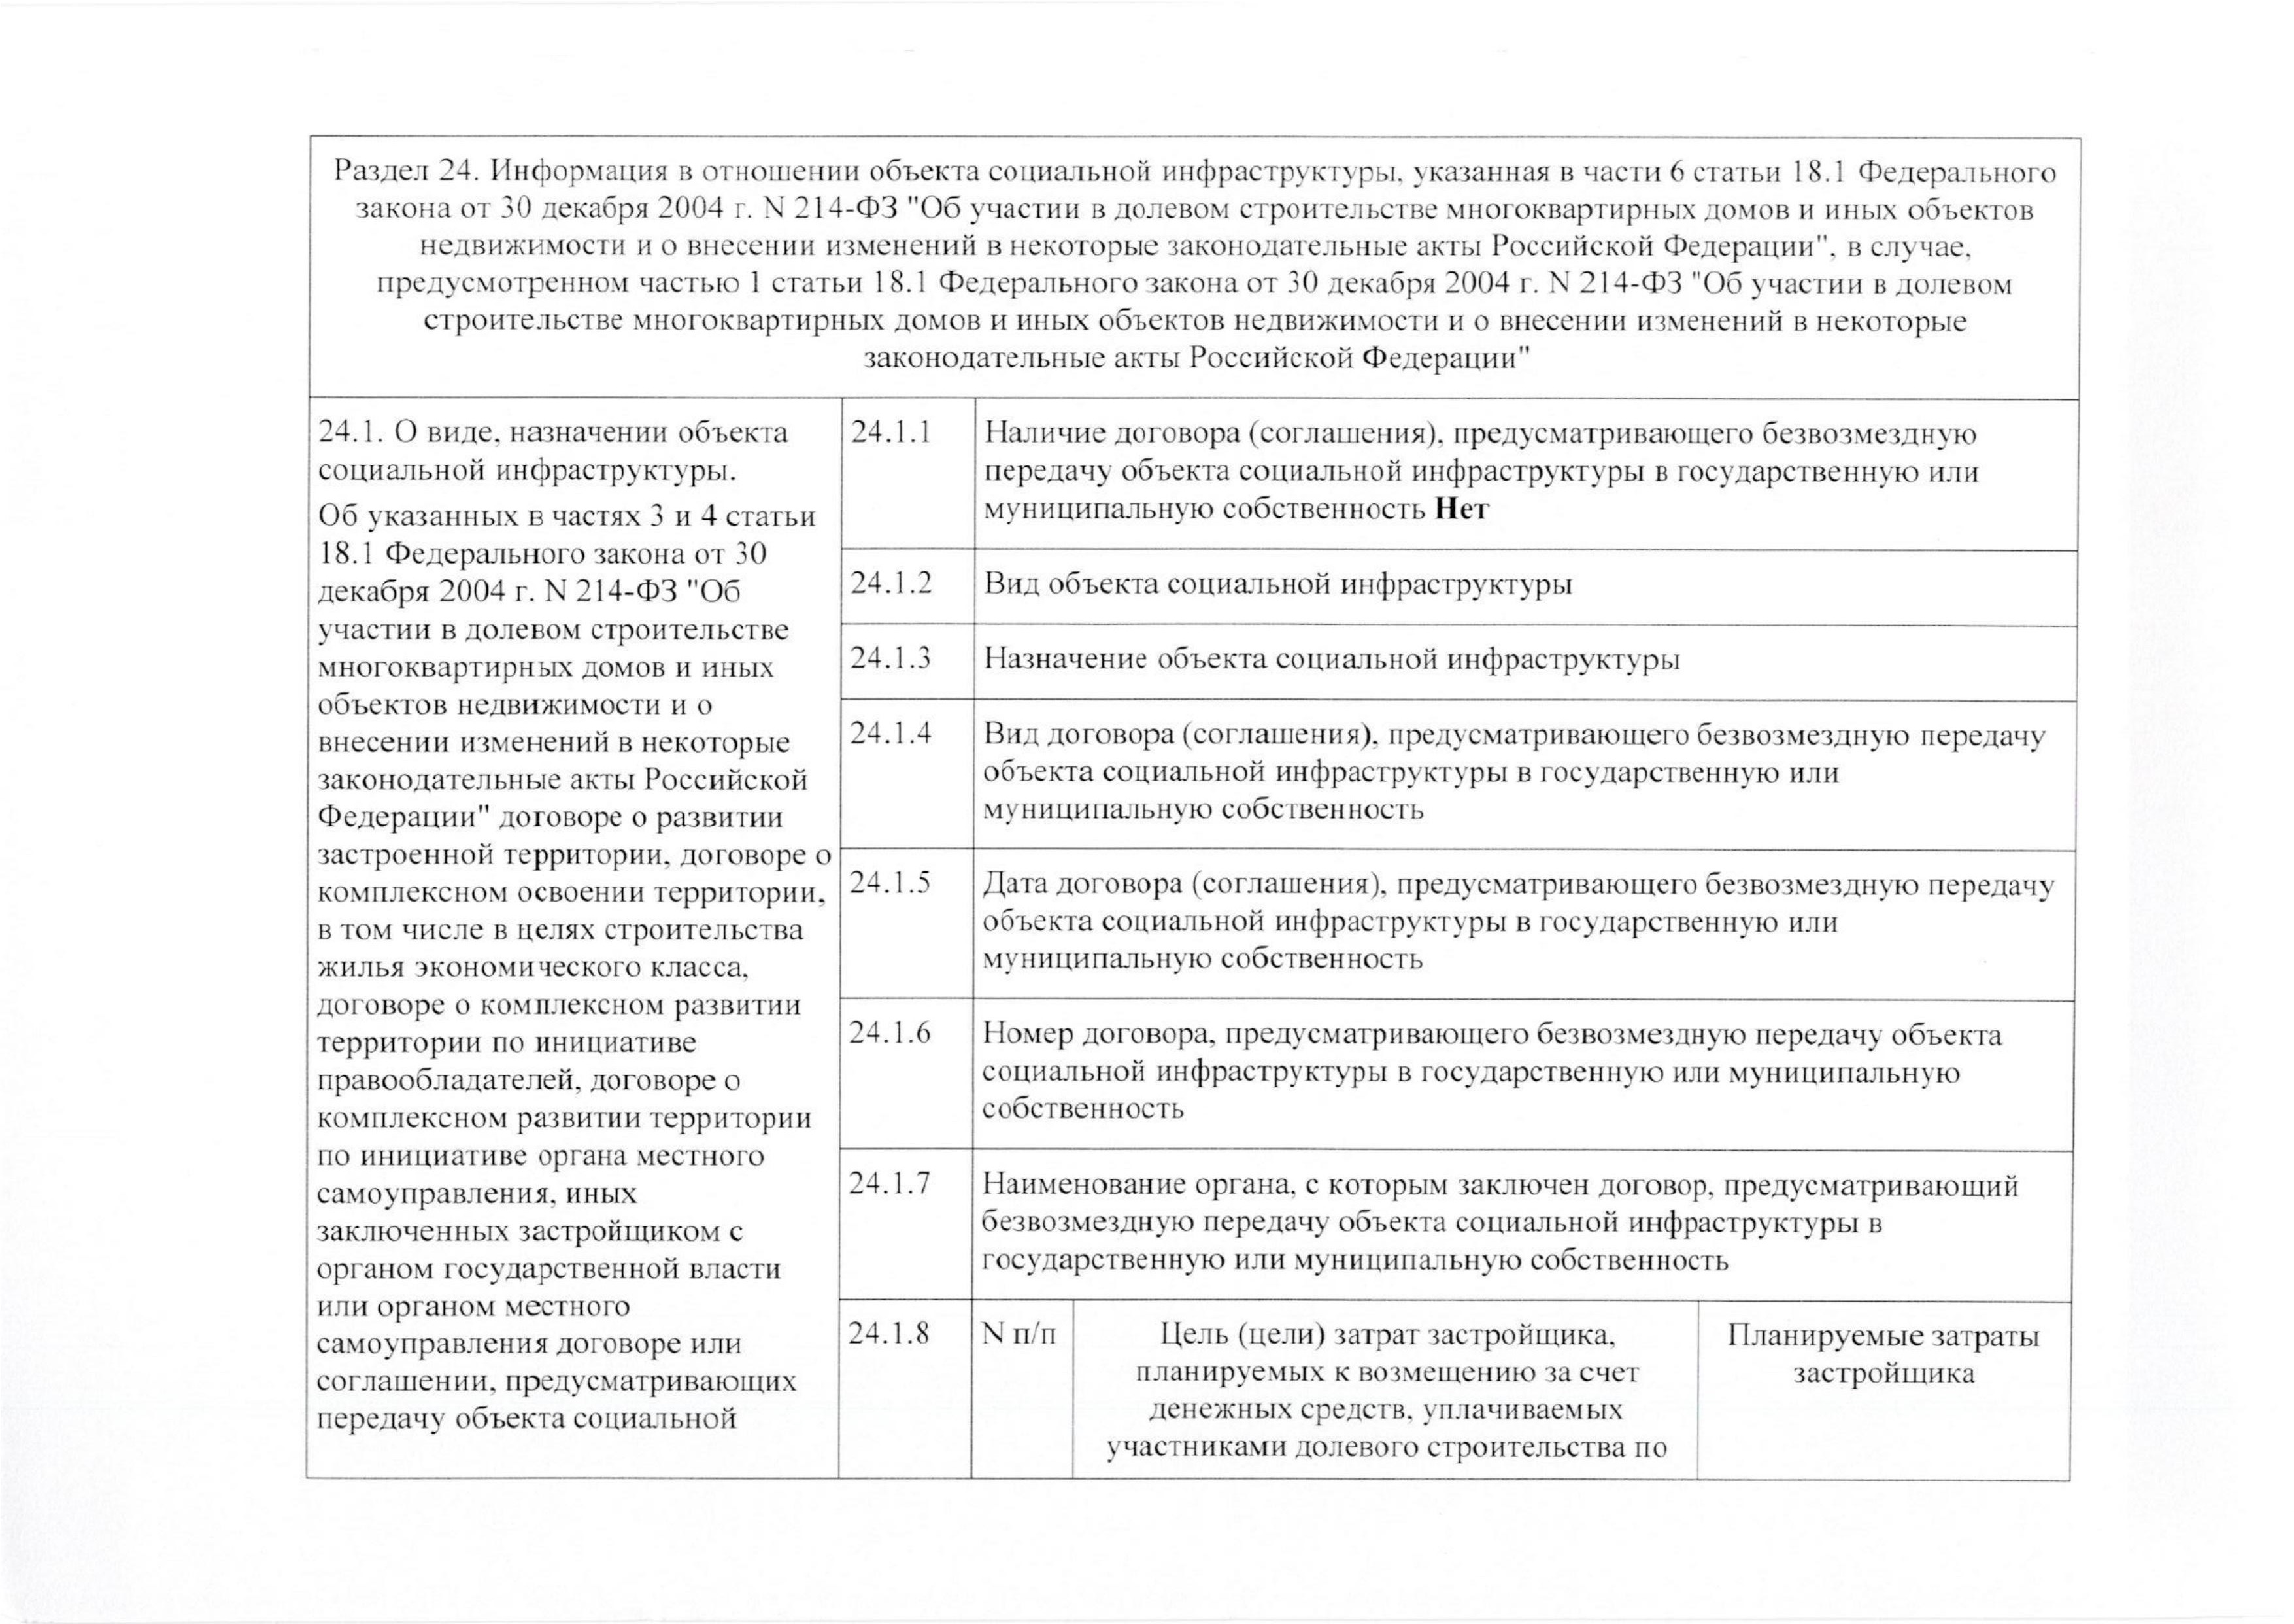 Раздел 24. Информация в отношении объекта социальной инфраструктуры, указанная в части 6 статьи 18.1 Федерального
закона от 30 декабря 2004 г. N 214-ФЗ "Об участии в долевом строительстве многоквартирных домов и иных объектов
недвижимости и о внесении изменений в некоторые законодательные акты Российской Федерации", в случае,
предусмотренном частью 1 статьи 18.1 Федерального закона от 30 декабря 2004 г. N 214-ФЗ "Об участии в долевом
строительстве многоквартирных домов и иных объектов недвижимости и о внесении изменений в некоторые
законодательные акты Российской Федерации"
24.1. О виде, назначении объекта
социальной инфраструктуры.
Об указанных в частях 3 и 4 статьи
18.1 Федерального закона от 30
декабря 2004 г. N 214-ФЗ "Об
участии в долевом строительстве
многоквартирных домов и иных
объектов недвижимости и о
внесении изменений в некоторые
законодательные акты Российской
Федерации" договоре о развитии
застроенной территории, договоре о
комплексном освоении территории,
в том числе в целях строительства
жилья экономического класса,
договоре о комплексном развитии
территории по инициативе
правообладателей, договоре о
комплексном развитии территории
по инициативе органа местного
самоуправления, иных
заключенных застройщиком с
органом государственной власти
или органом местного
самоуправления договоре или
соглашении, предусматривающих
передачу объекта социальной
24.1.1
Наличие договора (соглашения), предусматривающего безвозмездную
передачу объекта социальной инфраструктуры в государственную или
муниципальную собственность Нет
24.1.2
Вид объекта социальной инфраструктуры
24.1.3
Назначение объекта социальной инфраструктуры
24.1.4
Вид договора (соглашения), предусматривающего безвозмездную передачу
объекта социальной инфраструктуры в государственную или
муниципальную собственность
24.1.5
Дата договора (соглашения), предусматривающего безвозмездную передачу
объекта социальной инфраструктуры в государственную или
муниципальную собственность
24.1.6
Номер договора, предусматривающего безвозмездную передачу объекта
социальной инфраструктуры в государственную или муниципальную
собственность
24.1.7
Наименование органа, с которым заключен договор, предусматривающий
безвозмездную передачу объекта социальной инфраструктуры в
государственную или муниципальную собственность
24.1.8
N п/п
Цель (цели) затрат застройщика,
планируемых к возмещению за счет
денежных средств, уплачиваемых
участниками долевого строительства по
Планируемые затраты
застройщика